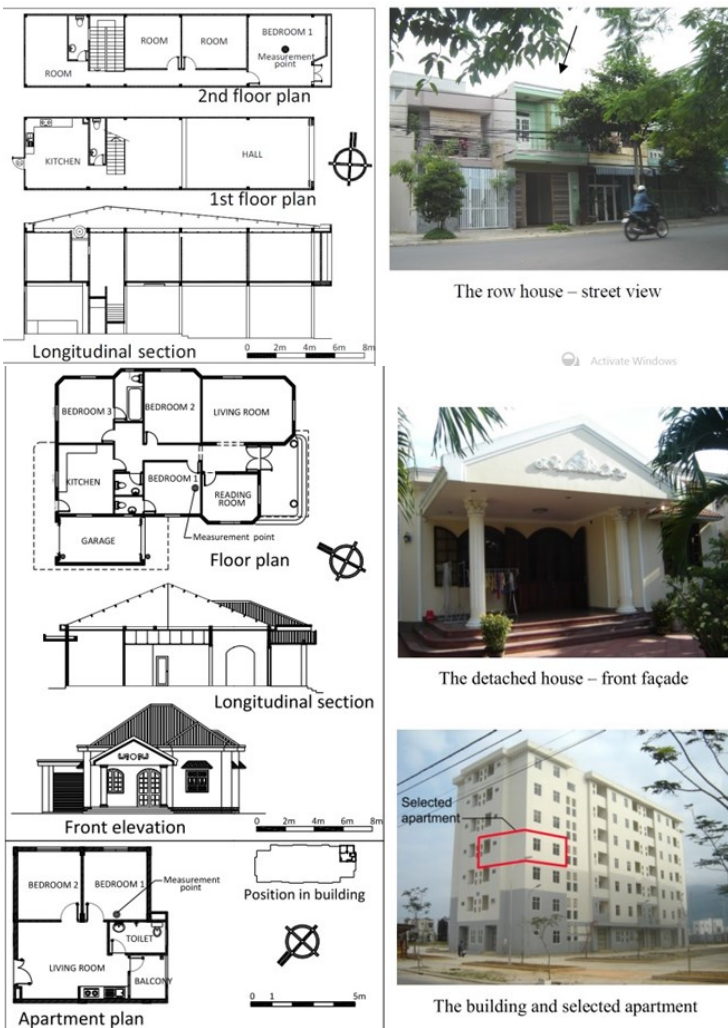 BEDROOM 1
ROOM
ROOM
Measurement
point
ROOM
2nd floor plan
KITCHEN
HALL
1st floor plan
Longitudinal section
0 2m 4m 6m 8m
The row house – street view
Activate Windows
BEDROOM 3
BEDROOM 2
LIVING ROOM
KITCHEN
BEDROOM 1
READING
ROOM
GARAGE
Measurement point
Floor plan
Longitudinal section
Front elevation
0 2m 4m 6m 8m
The detached house – front façade
BEDROOM 2
BEDROOM 1
Measurement
point
Position in building
TOILET
LIVING ROOM
BALCONY
0 1 5m
Apartment plan
Selected
apartment
The building and selected apartment